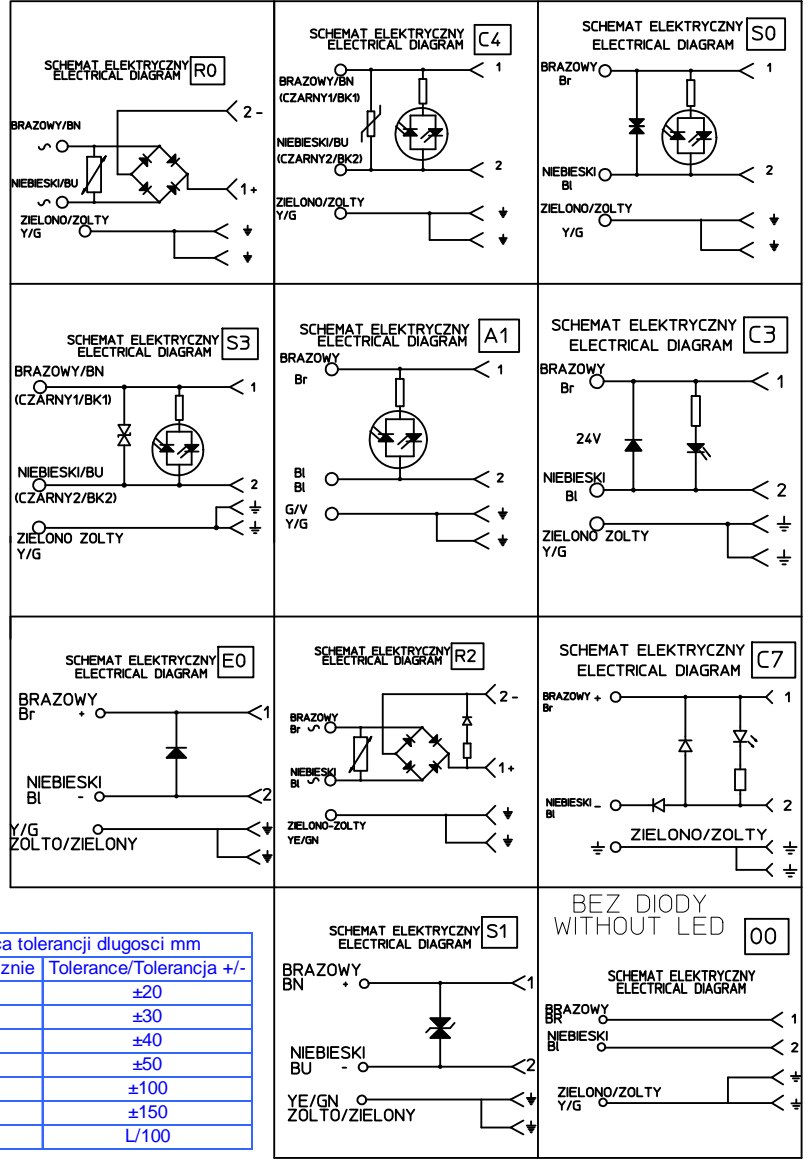 SCHEMAT ELEKTRYCZNY
ELECTRICAL DIAGRAM
R0
2 -
BRAZOWY/BN
NIEBIESKI/BU
1+
ZIELONO/ZOLTY
Y/G
SCHEMAT ELEKTRYCZNY
ELECTRICAL DIAGRAM
C4
1
BRAZOWY/BN
(CZARNY1/BK1)
NIEBIESKI/BU
(CZARNY2/BK2)
2
ZIELONO/ZOLTY
Y/G
SCHEMAT ELEKTRYCZNY
ELECTRICAL DIAGRAM
S0
BRAZOWY
Br
1
NIEBIESKI
Bl
2
ZIELONO/ZOLTY
Y/G
SCHEMAT ELEKTRYCZNY
ELECTRICAL DIAGRAM
S3
BRAZOWY/BN
(CZARNY1/BK1)
1
NIEBIESKI/BU
(CZARNY2/BK2)
2
ZIELONO ZOLTY
Y/G
SCHEMAT ELEKTRYCZNY
ELECTRICAL DIAGRAM
A1
BRAZOWY
Br
1
Bl
Bl
2
G/V
Y/G
SCHEMAT ELEKTRYCZNY
ELECTRICAL DIAGRAM
C3
BRAZOWY
Br
1
24V
NIEBIESKI
Bl
2
ZIELONO ZOLTY
Y/G
SCHEMAT ELEKTRYCZNY
ELECTRICAL DIAGRAM
E0
BRAZOWY
Br +
1
NIEBIESKI
Bl -
2
Y/G
ZOLTO/ZIELONY
SCHEMAT ELEKTRYCZNY
ELECTRICAL DIAGRAM
R2
2 -
BRAZOWY
Br
NIEBIESKI
Bl
1+
ZIELONO-ZOLTY
YE/GN
SCHEMAT ELEKTRYCZNY
ELECTRICAL DIAGRAM
C7
BRAZOWY +
Br
1
NIEBIESKI -
Bl
2
ZIELONO/ZOLTY
ca tolerancji dlugosci mm
znie
Tolerance/Tolerancja +/-
±20
±30
±40
±50
±100
±150
L/100
SCHEMAT ELEKTRYCZNY
ELECTRICAL DIAGRAM
S1
BRAZOWY
BN +
1
NIEBIESKI
BU -
2
YE/GN
ZOLTO/ZIELONY
BEZ DIODY
WITHOUT LED
00
SCHEMAT ELEKTRYCZNY
ELECTRICAL DIAGRAM
BRAZOWY
BR
1
NIEBIESKI
Bl
2
ZIELONO/ZOLTY
Y/G